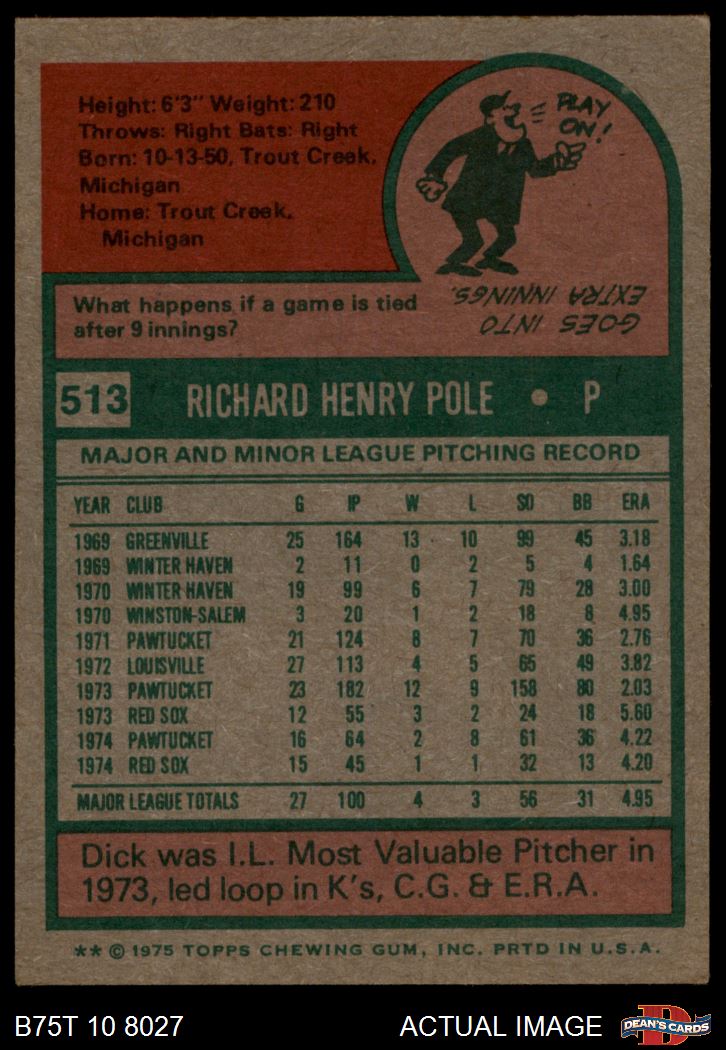 Height: 6'3" Weight: 210
Throws: Right Bats: Right
Born: 10-13-50, Trout Creek,
Michigan
Home: Trout Creek,
Michigan
PLAY
ON!
What happens if a game is tied
after 9 innings?
GOES INTO
EXTRA INNINGS.
513 RICHARD HENRY POLE • P
MAJOR AND MINOR LEAGUE PITCHING RECORD
YEAR CLUB G IP W L SO BB ERA
1969 GREENVILLE 25 164 13 10 99 45 3.18
1969 WINTER HAVEN 2 11 0 2 5 4 1.64
1970 WINTER HAVEN 19 99 6 7 79 28 3.00
1970 WINSTON-SALEM 3 20 1 2 18 8 4.95
1971 PAWTUCKET 21 124 8 7 70 36 2.76
1972 LOUISVILLE 27 113 4 5 65 49 3.82
1973 PAWTUCKET 23 182 12 9 158 80 2.03
1973 RED SOX 12 55 3 2 24 18 5.60
1974 PAWTUCKET 16 64 2 8 61 36 4.22
1974 RED SOX 15 45 1 1 32 13 4.20
MAJOR LEAGUE TOTALS 27 100 4 3 56 31 4.95
Dick was I.L. Most Valuable Pitcher in
1973, led loop in K's, C.G. & E.R.A.
** © 1975 TOPPS CHEWING GUM, INC. PRTD IN U.S.A.
B75T 10 8027 ACTUAL IMAGE DEAN'S CARDS